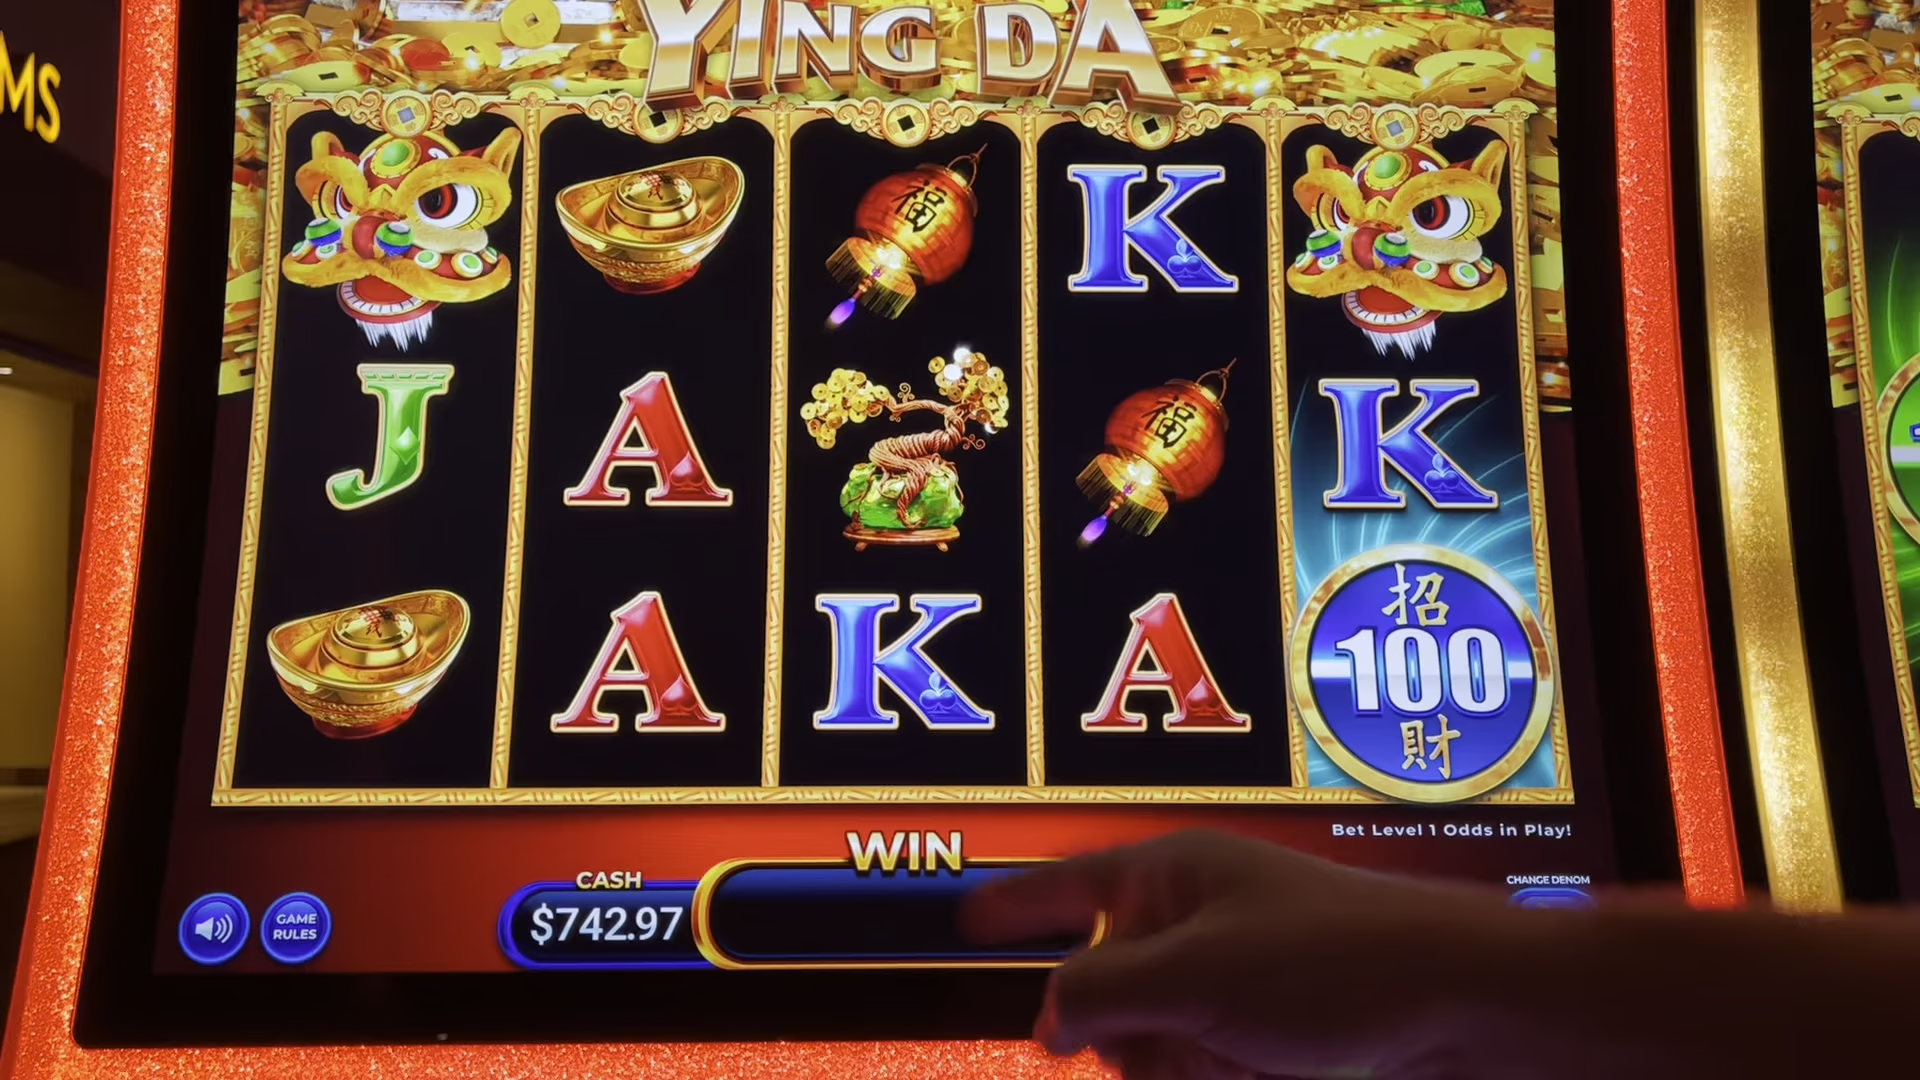 MS
YING DA
福
K
J
A
福
K
A
K
A
招
100
財
WIN
Bet Level 1 Odds in Play!
CASH
$742.97
CHANGE DENOM
GAME
RULES